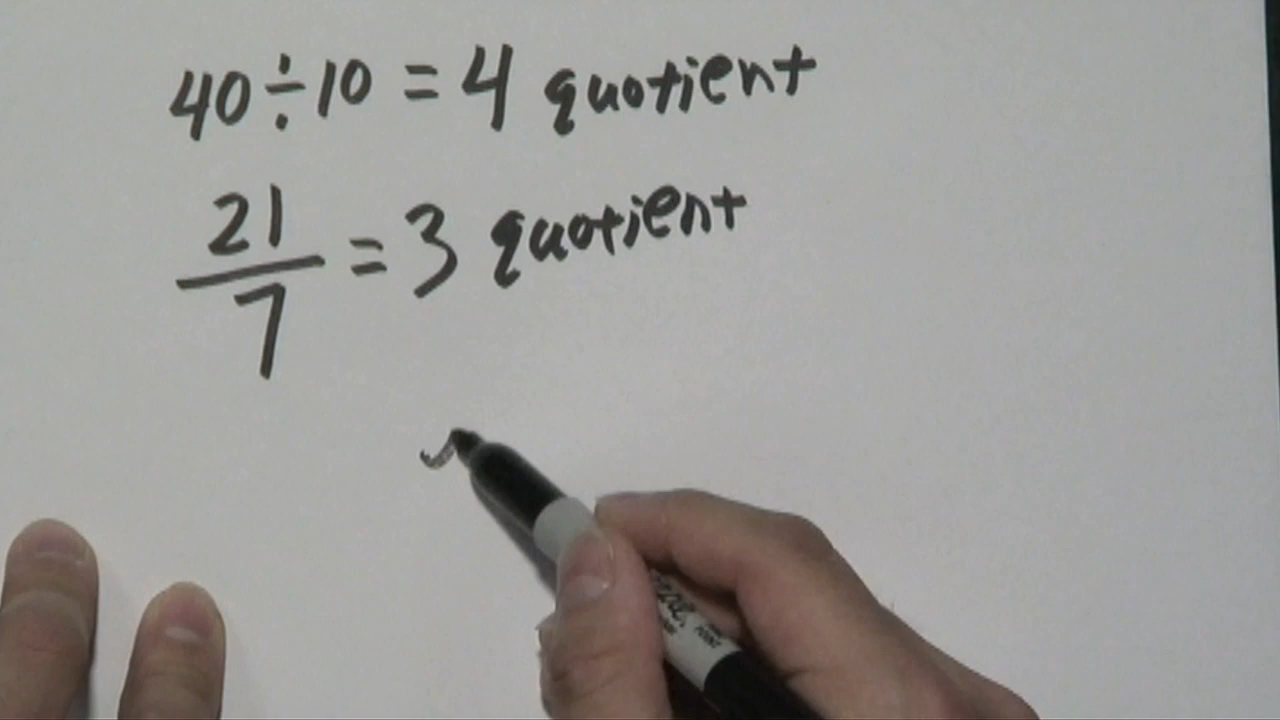 40 ÷ 10 = 4 quotient
21
7
= 3 quotient